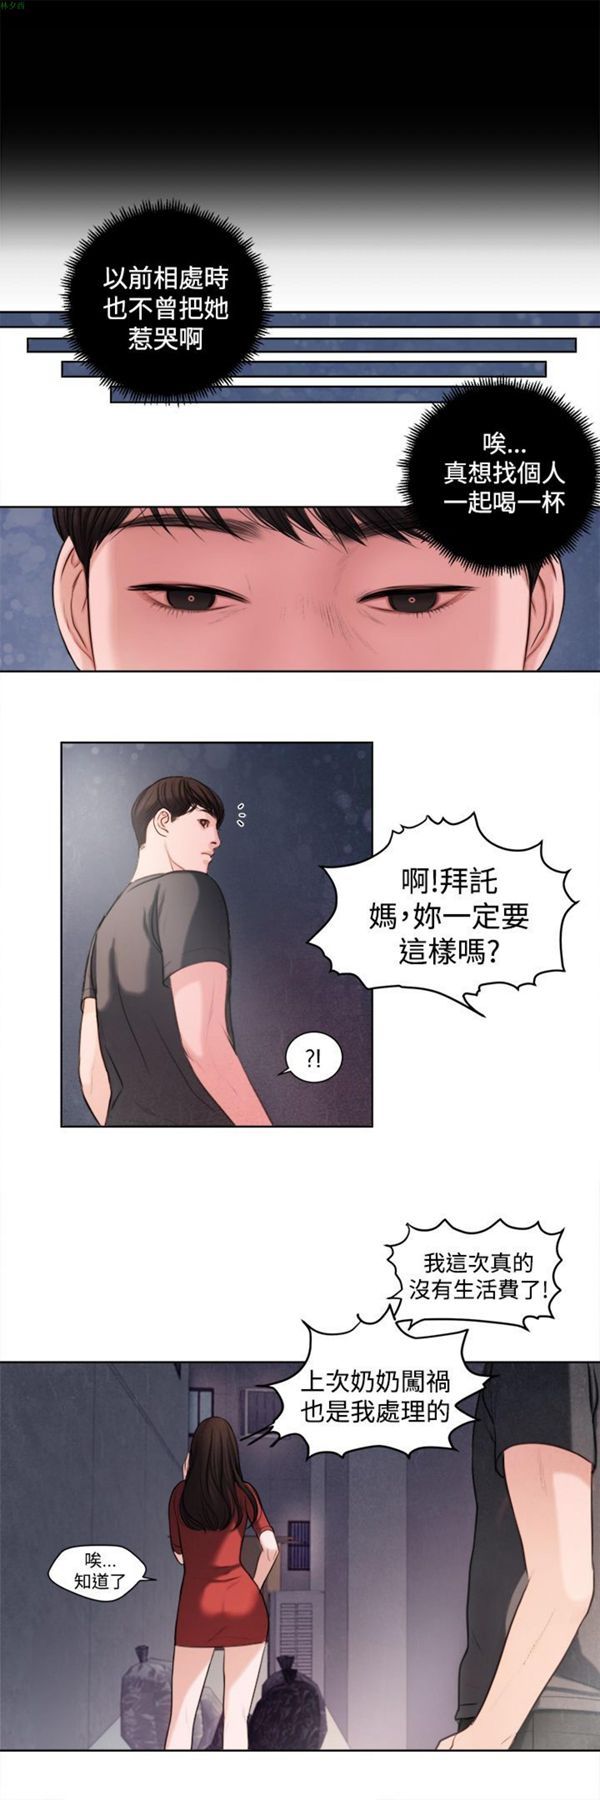 林夕西
以前相處時
也不曾把她
惹哭啊
唉…
真想找個人
一起喝一杯
啊!拜託
媽，妳一定要
這樣嗎?
?!
我這次真的
沒有生活費了!
上次奶奶闖禍
也是我處理的
唉…
知道了